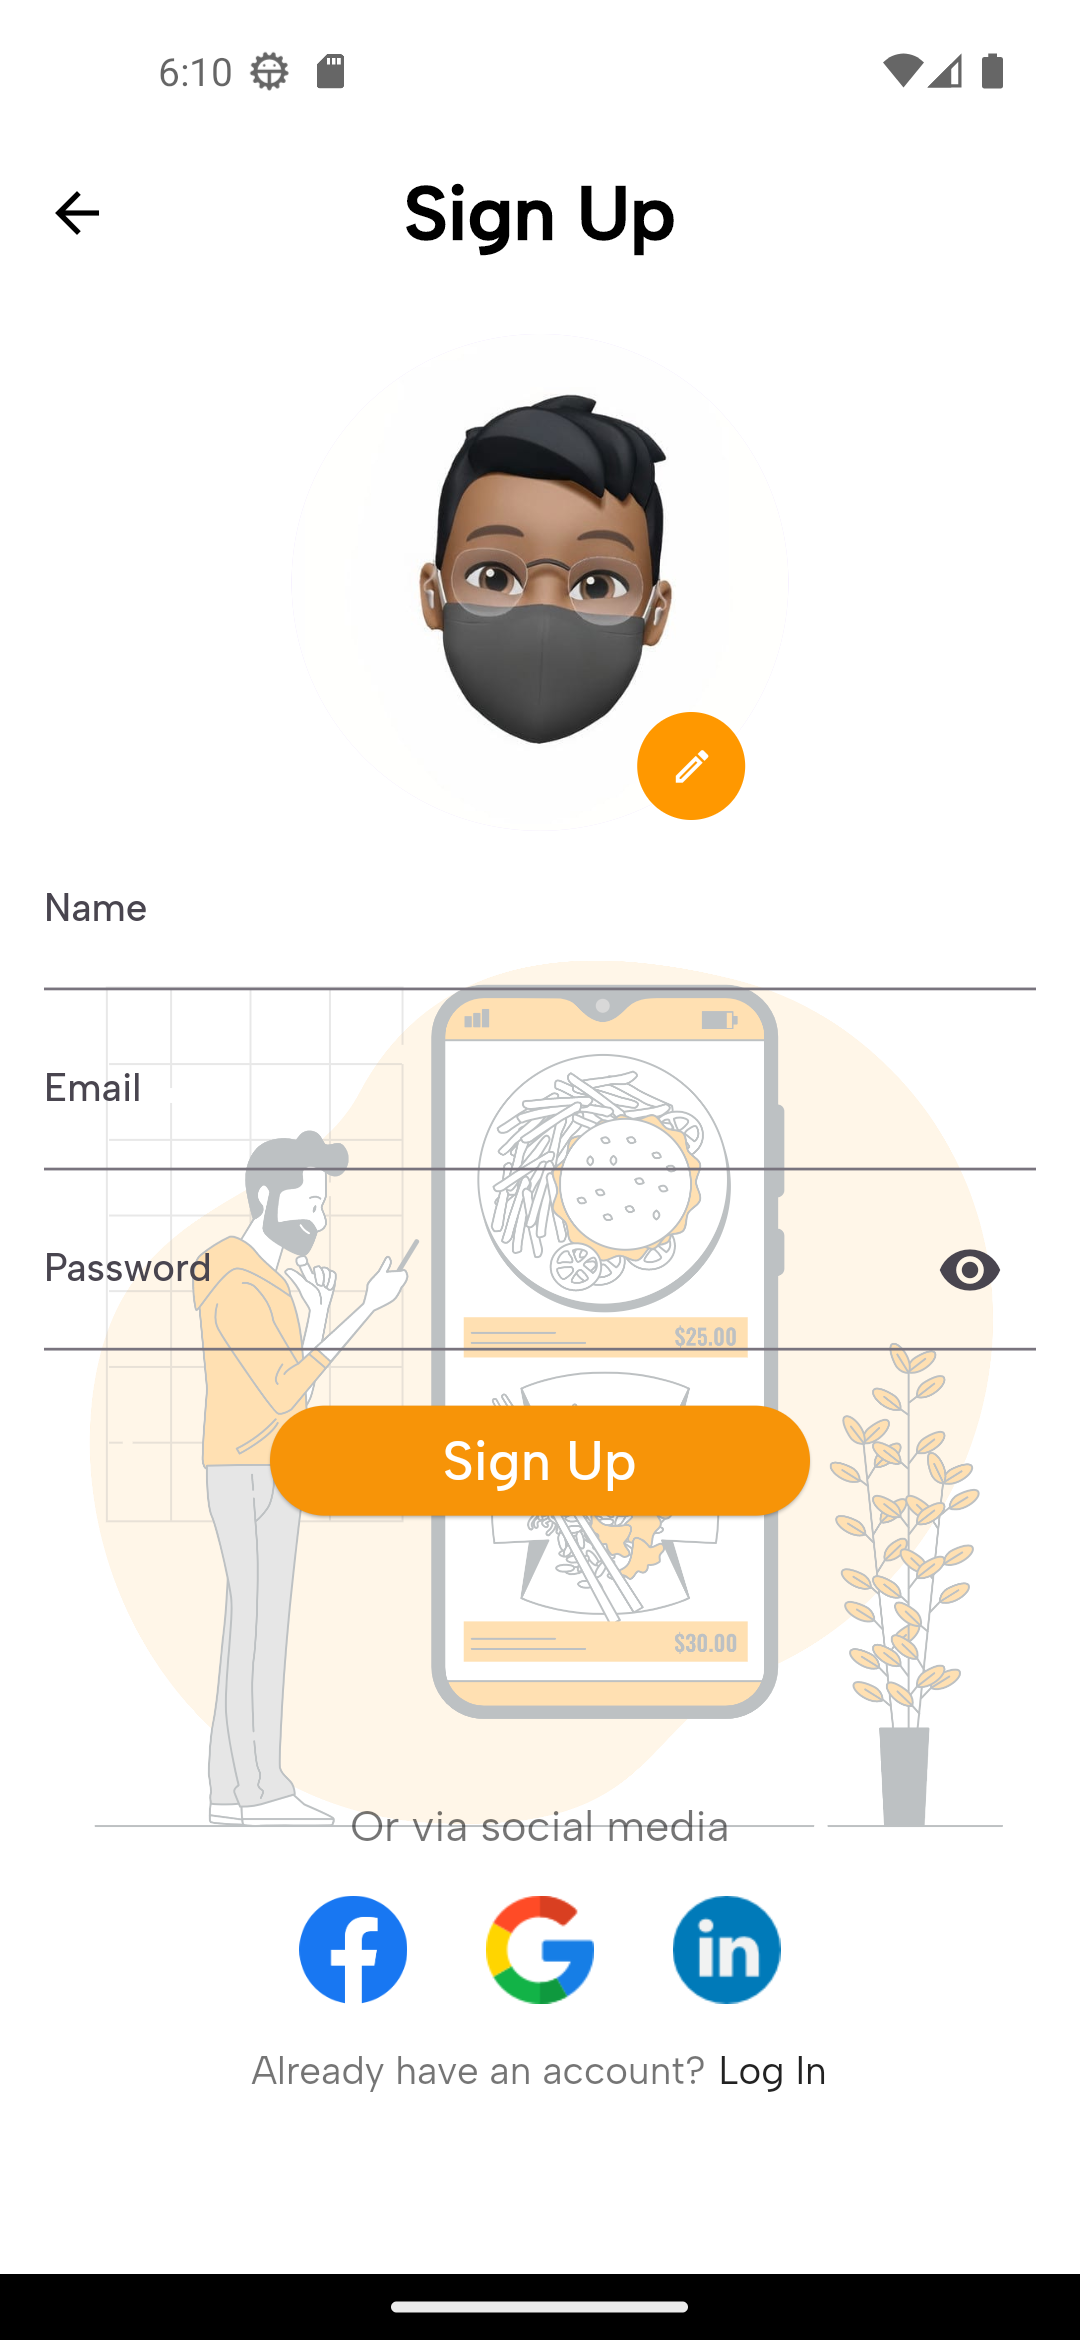 6:10
Sign Up
Name
Email
Password
$25.00
Sign Up
$30.00
Or via social media
in
Already have an account? Log In